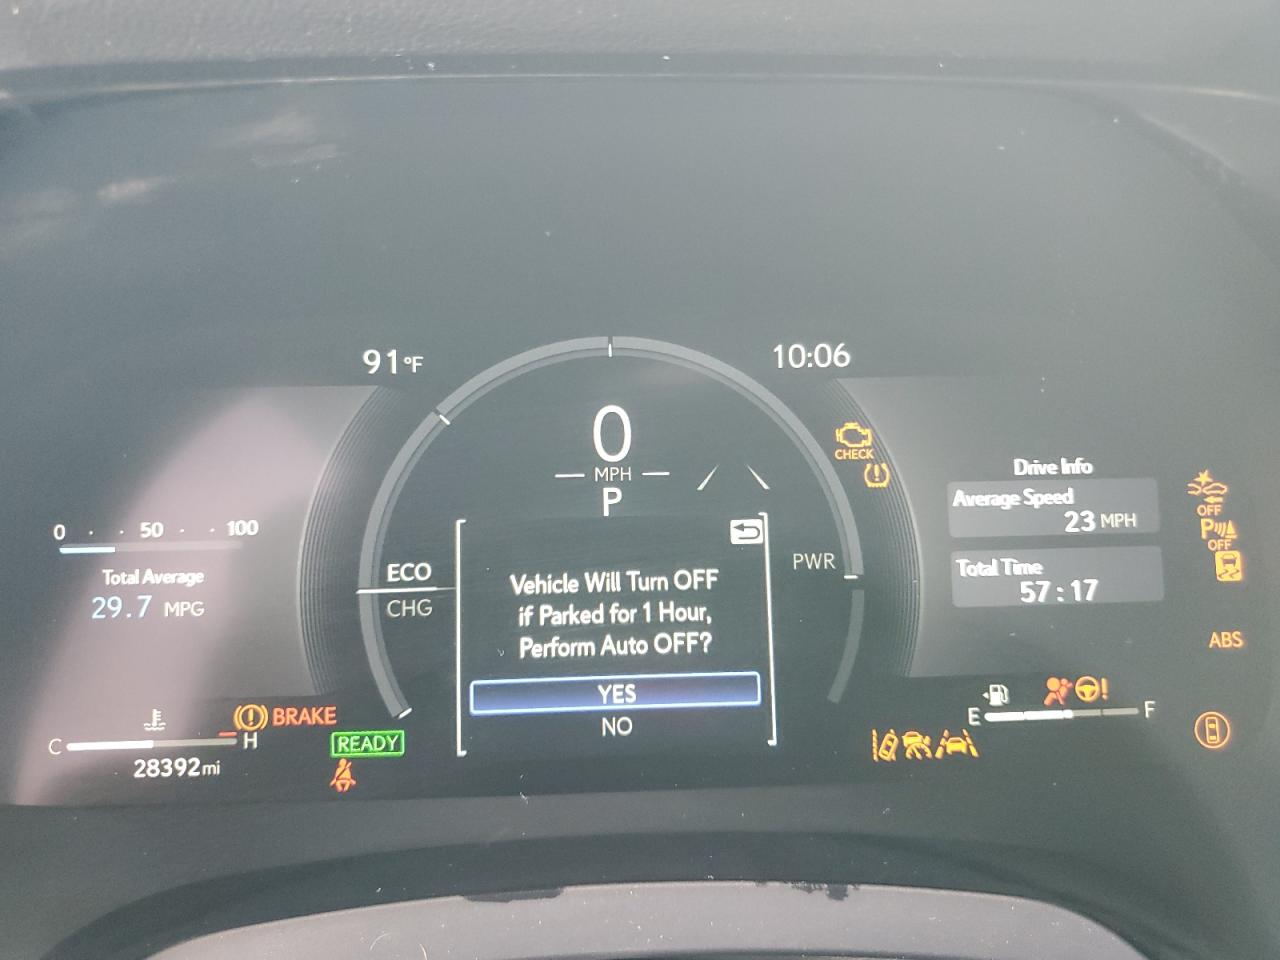 91°F
10:06
0
MPH
P
CHECK
Drive Info
Average Speed
23 MPH
Total Time
57:17
OFF
P
OFF
ABS
0 50 100
Total Average
29.7 MPG
ECO
CHG
PWR
Vehicle Will Turn OFF
if Parked for 1 Hour,
Perform Auto OFF?
YES
NO
BRAKE
READY
C H
28392mi
E F